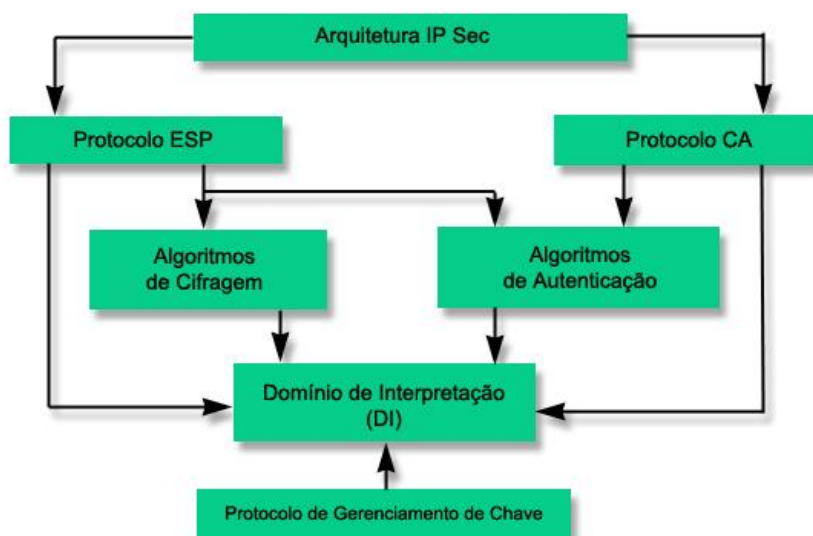 Arquitetura IP Sec
Protocolo ESP
Protocolo CA
Algoritmos
de Cifragem
Algoritmos
de Autenticação
Domínio de Interpretação
(DI)
Protocolo de Gerenciamento de Chave